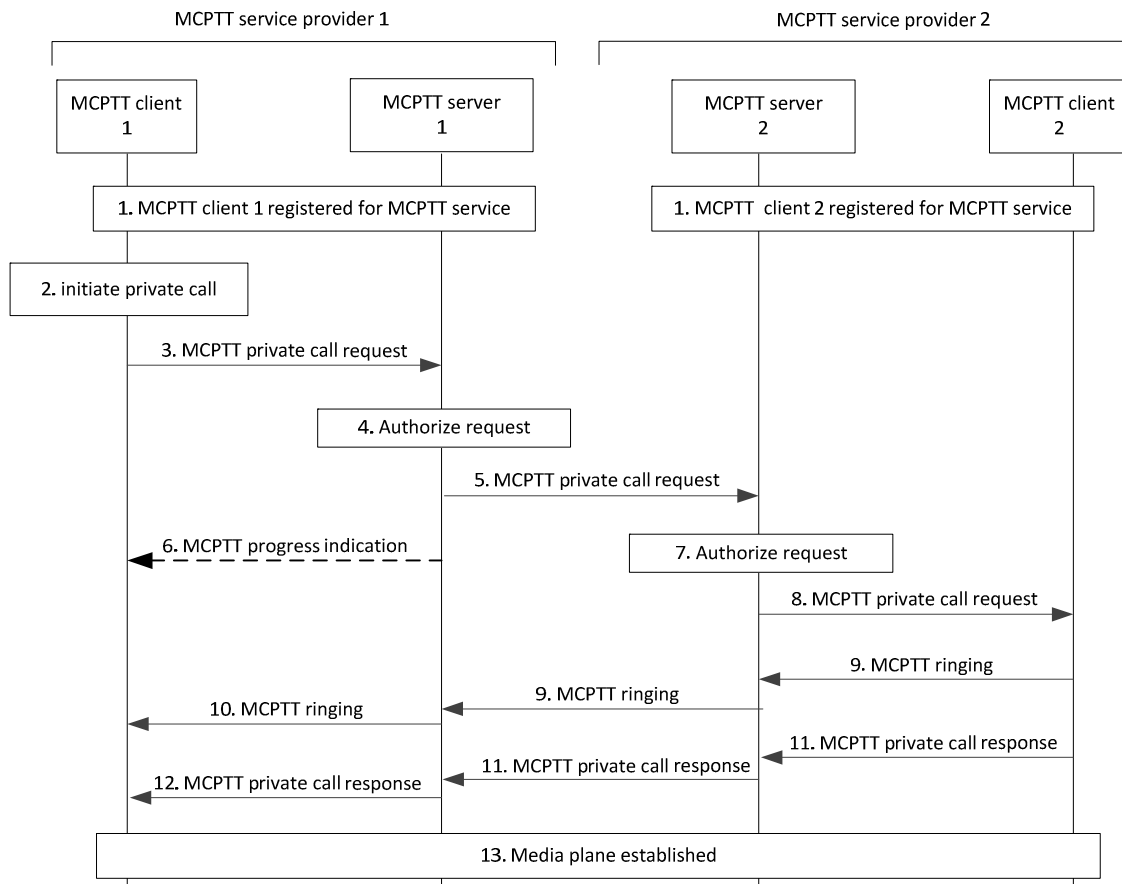 MCPTT service provider 1
MCPTT service provider 2
MCPTT client
1
MCPTT server
1
MCPTT server
2
MCPTT client
2
1. MCPTT client 1 registered for MCPTT service
1. MCPTT client 2 registered for MCPTT service
2. initiate private call
3. MCPTT private call request
4. Authorize request
5. MCPTT private call request
6. MCPTT progress indication
7. Authorize request
8. MCPTT private call request
9. MCPTT ringing
9. MCPTT ringing
10. MCPTT ringing
11. MCPTT private call response
11. MCPTT private call response
12. MCPTT private call response
13. Media plane established